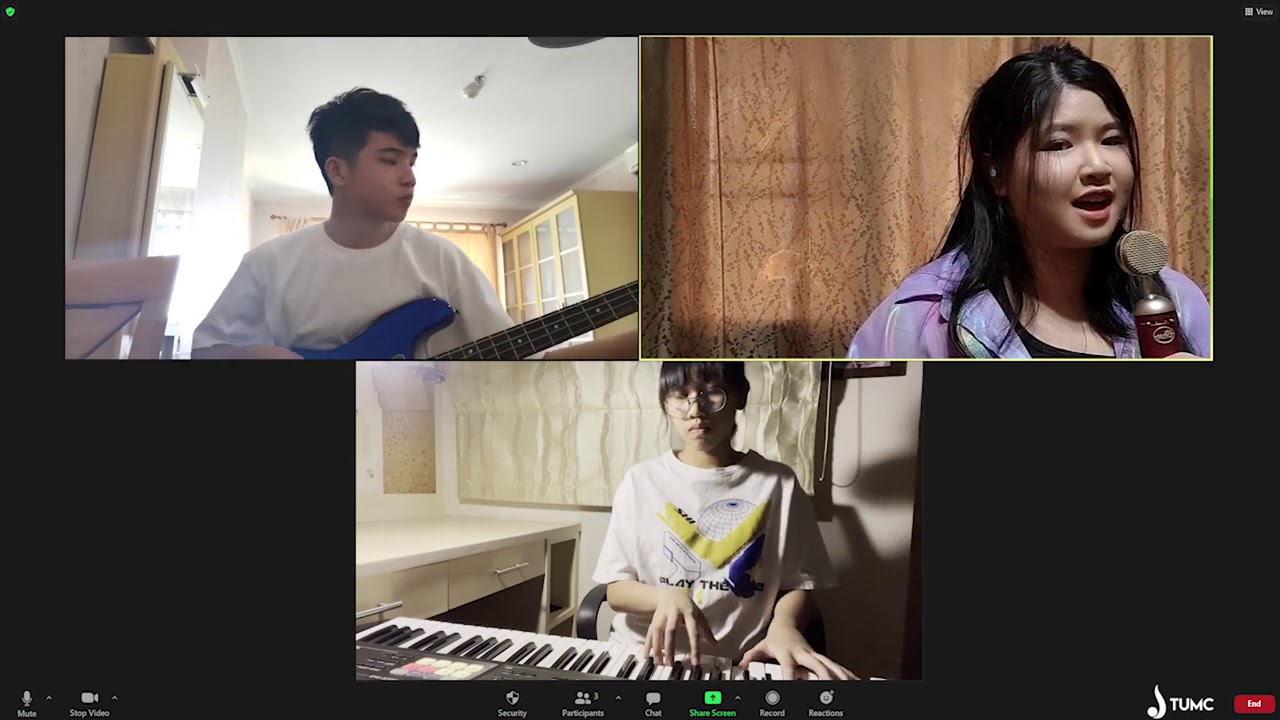 View
PLAY THE
Mute
Stop Video
Security
Participants
3
Chat
Share Screen
Record
Reactions
TUMC
End